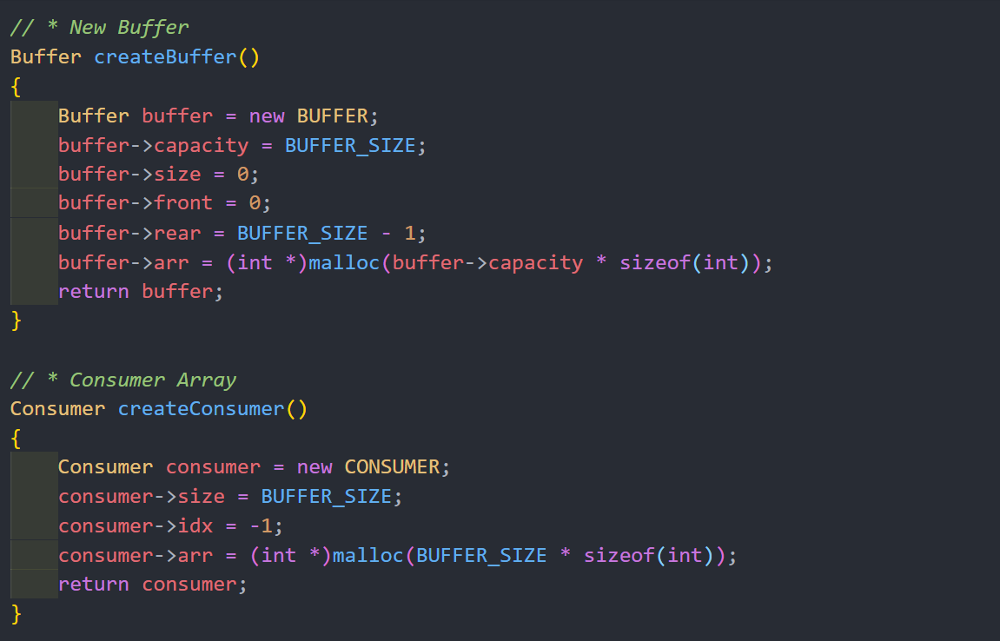 // * New Buffer
Buffer createBuffer()
{
    Buffer buffer = new BUFFER;
    buffer->capacity = BUFFER_SIZE;
    buffer->size = 0;
    buffer->front = 0;
    buffer->rear = BUFFER_SIZE - 1;
    buffer->arr = (int *)malloc(buffer->capacity * sizeof(int));
    return buffer;
}

// * Consumer Array
Consumer createConsumer()
{
    Consumer consumer = new CONSUMER;
    consumer->size = BUFFER_SIZE;
    consumer->idx = -1;
    consumer->arr = (int *)malloc(BUFFER_SIZE * sizeof(int));
    return consumer;
}